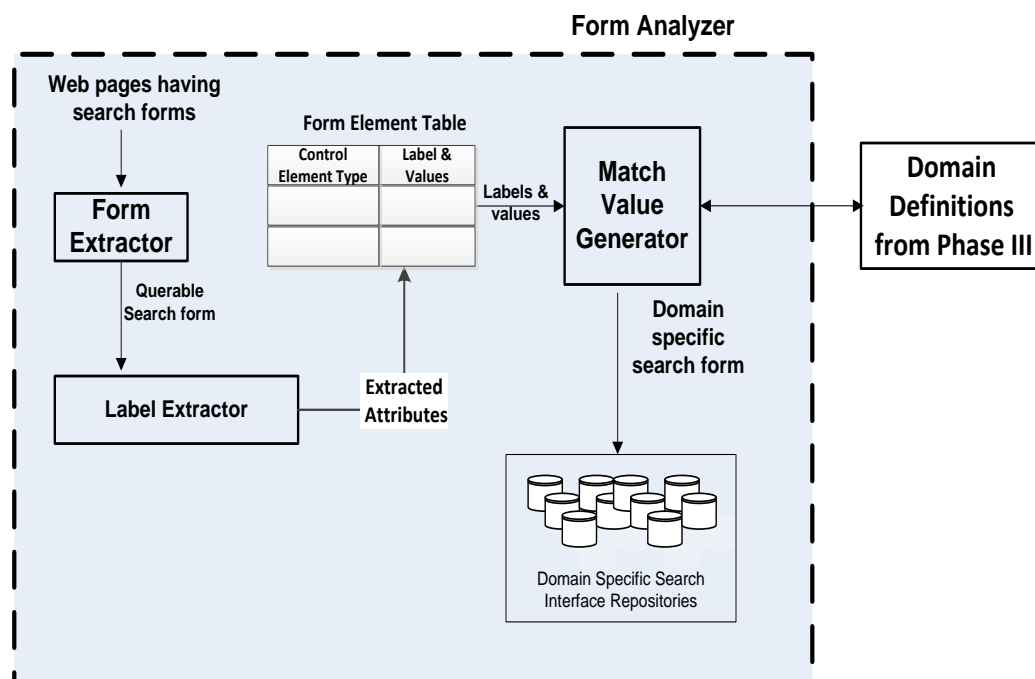 Form Analyzer
Web pages having
search forms
Form
Extractor
Querable
Search form
Label Extractor
Extracted
Attributes
Form Element Table
Control
Element Type
Label &
Values
Labels &
values
Match
Value
Generator
Domain
Definitions
from Phase III
Domain
specific
search form
Domain Specific Search
Interface Repositories